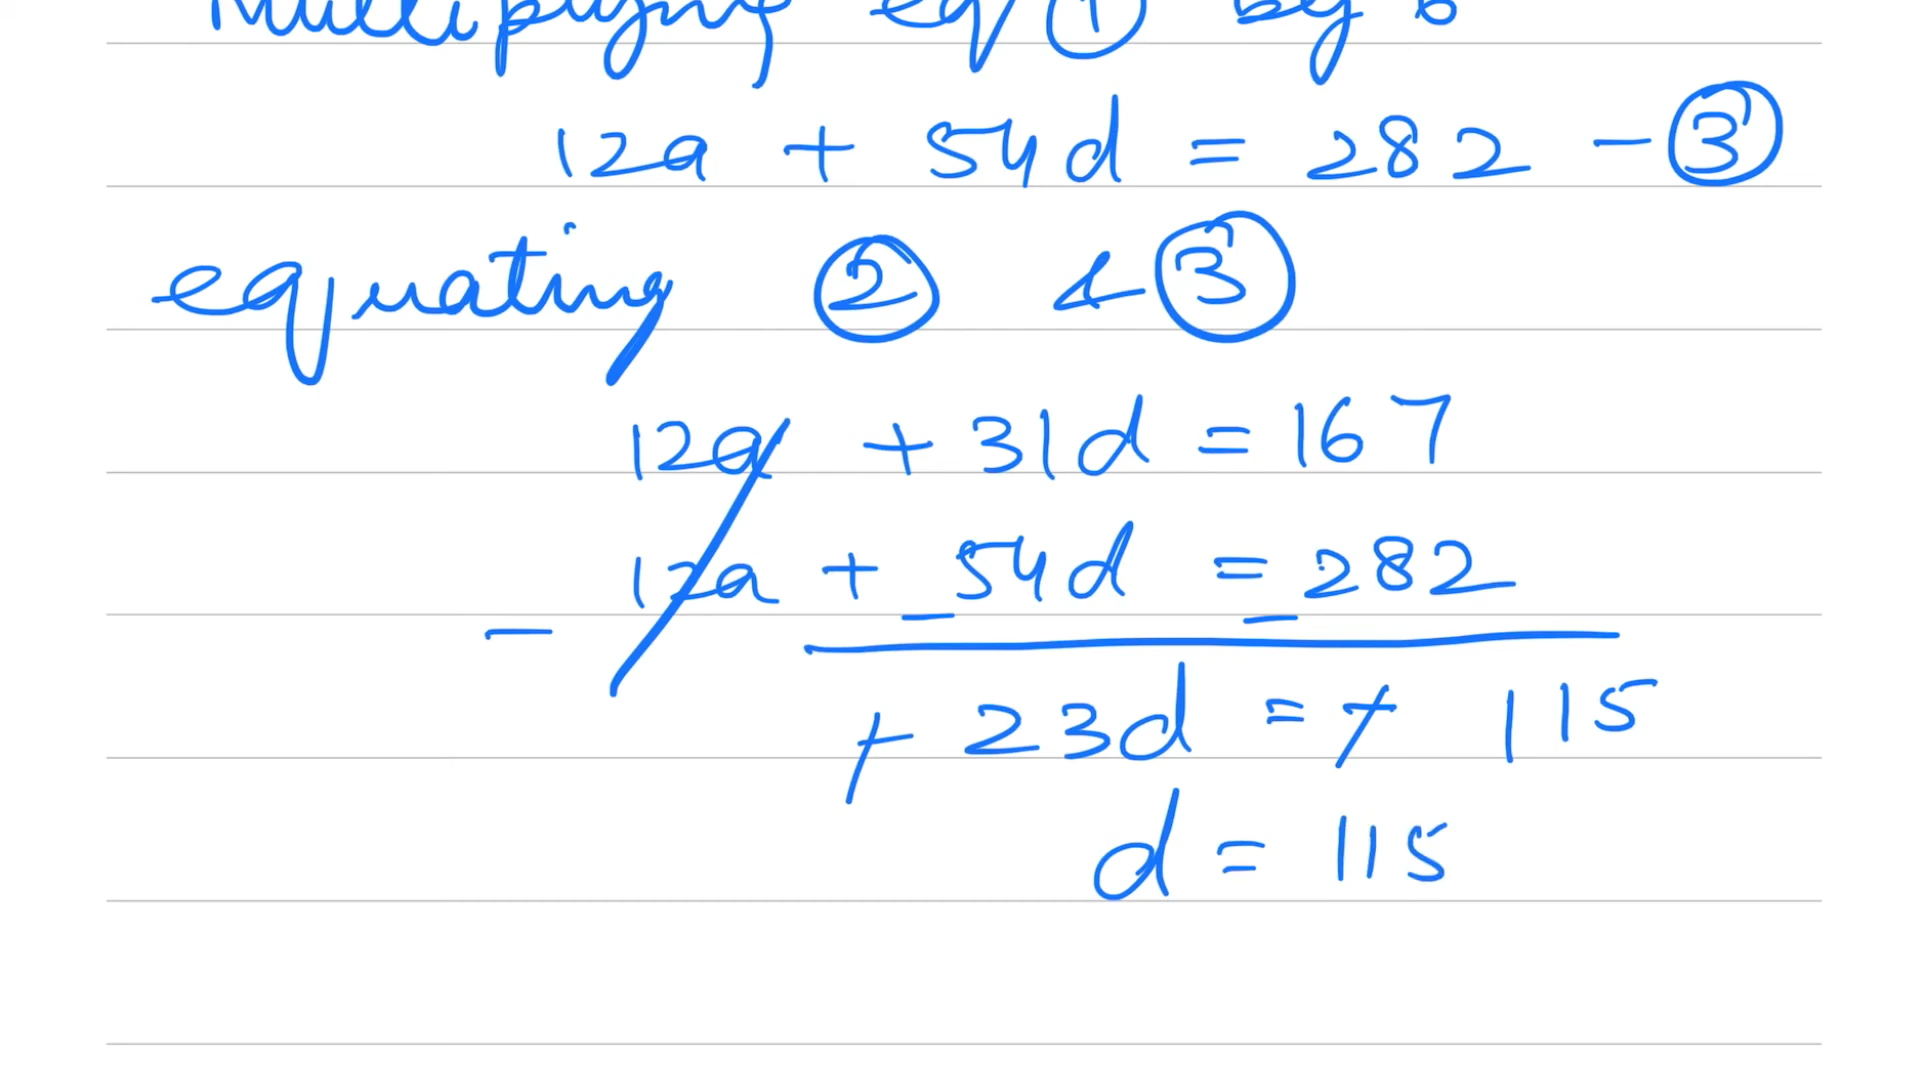 Multiplying eq ① by 6
12a + 54d = 282 - ③
equating ② & ③
12a + 31d = 167
12a + 54d = 282
- - -
+ 23d = + 115
d = 115